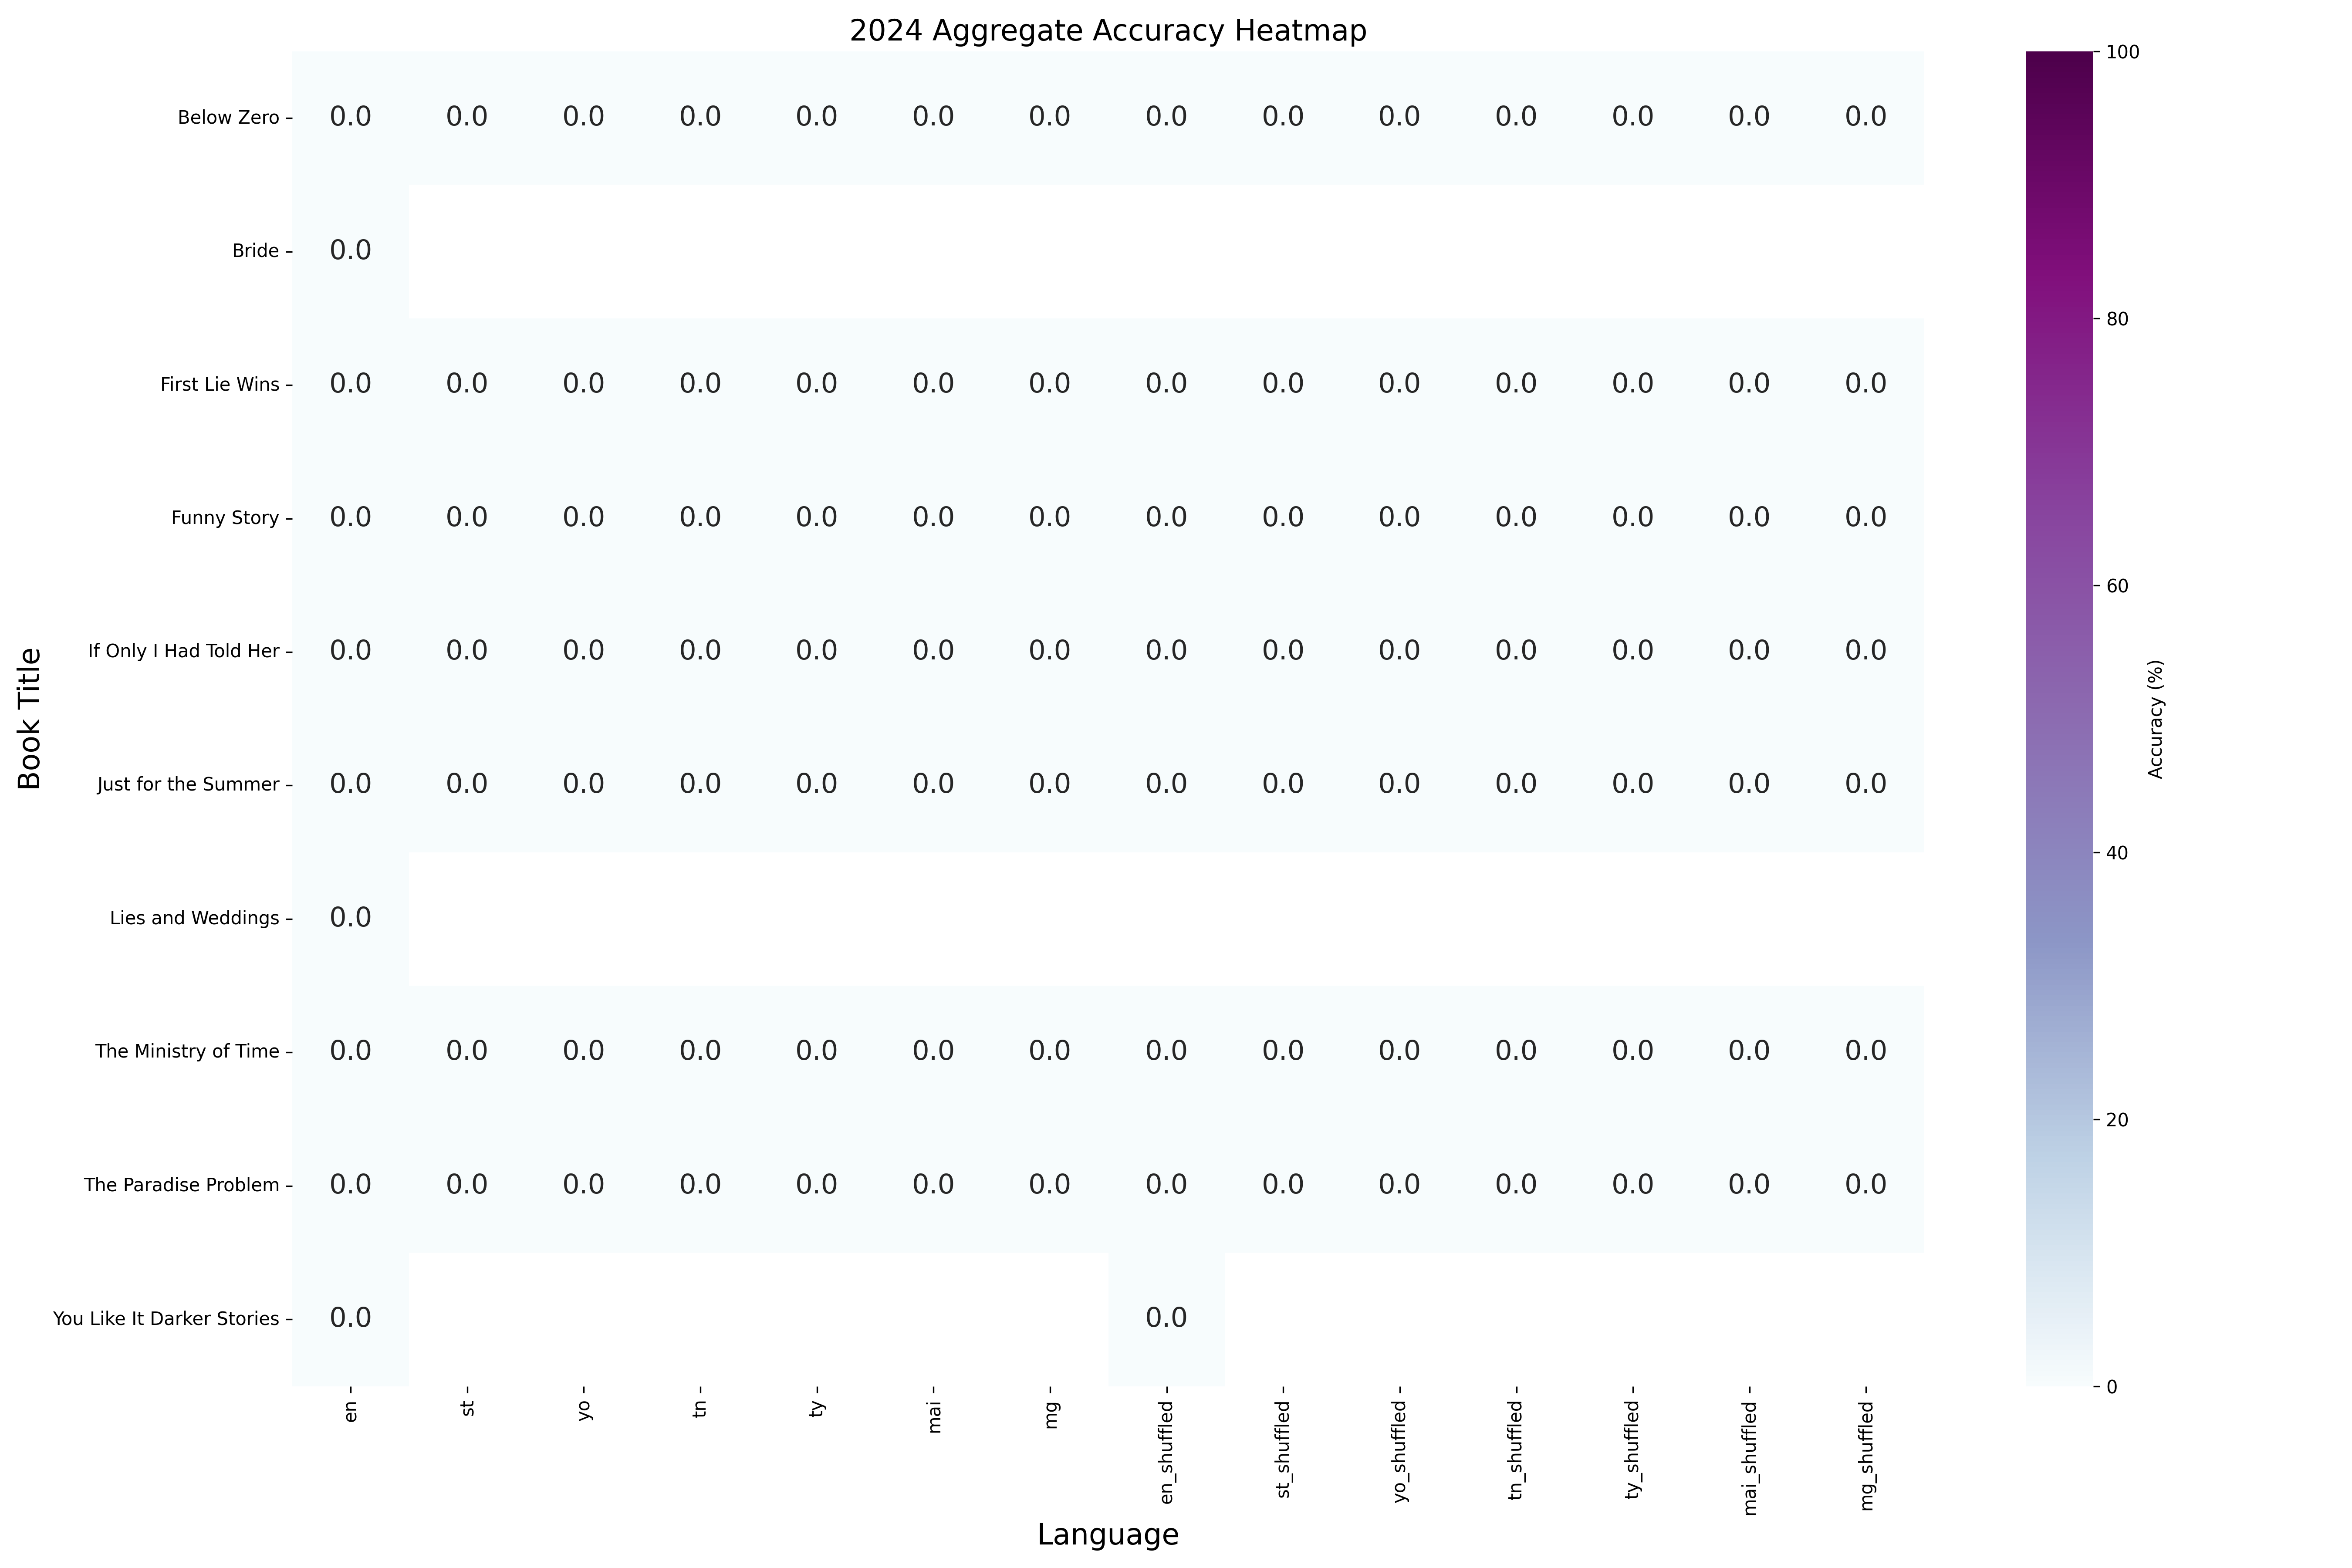 2024 Aggregate Accuracy Heatmap
Book Title
Below Zero 0.0 0.0 0.0 0.0 0.0 0.0 0.0 0.0 0.0 0.0 0.0 0.0 0.0 0.0
Bride 0.0
First Lie Wins 0.0 0.0 0.0 0.0 0.0 0.0 0.0 0.0 0.0 0.0 0.0 0.0 0.0 0.0
Funny Story 0.0 0.0 0.0 0.0 0.0 0.0 0.0 0.0 0.0 0.0 0.0 0.0 0.0 0.0
If Only I Had Told Her 0.0 0.0 0.0 0.0 0.0 0.0 0.0 0.0 0.0 0.0 0.0 0.0 0.0 0.0
Just for the Summer 0.0 0.0 0.0 0.0 0.0 0.0 0.0 0.0 0.0 0.0 0.0 0.0 0.0 0.0
Lies and Weddings 0.0
The Ministry of Time 0.0 0.0 0.0 0.0 0.0 0.0 0.0 0.0 0.0 0.0 0.0 0.0 0.0 0.0
The Paradise Problem 0.0 0.0 0.0 0.0 0.0 0.0 0.0 0.0 0.0 0.0 0.0 0.0 0.0 0.0
You Like It Darker Stories 0.0 0.0
en st yo tn ty mai mg en_shuffled st_shuffled yo_shuffled tn_shuffled ty_shuffled mai_shuffled mg_shuffled
Language
100
80
60
40
20
0
Accuracy (%)